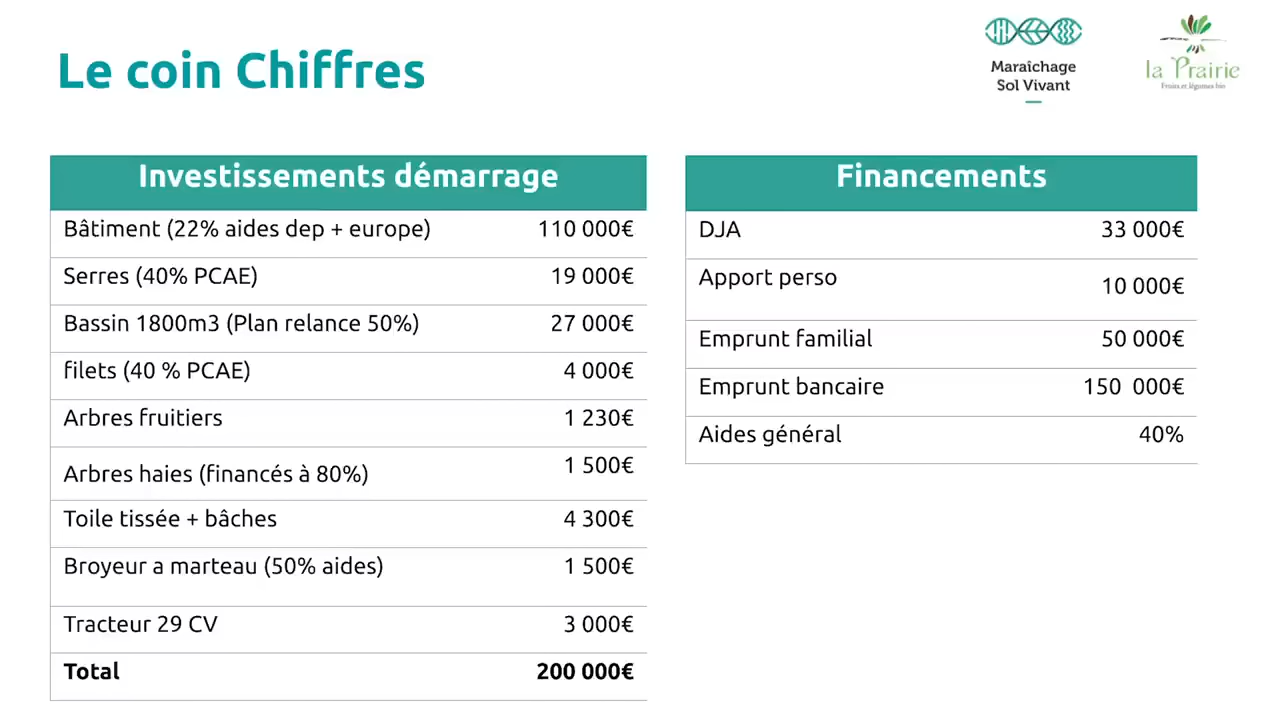 Le coin Chiffres
Maraîchage
Sol Vivant
la Prairie
Fruits et légumes bio
Investissements démarrage
Bâtiment (22% aides dep + europe) 110 000€
Serres (40% PCAE) 19 000€
Bassin 1800m3 (Plan relance 50%) 27 000€
filets (40 % PCAE) 4 000€
Arbres fruitiers 1 230€
Arbres haies (financés à 80%) 1 500€
Toile tissée + bâches 4 300€
Broyeur a marteau (50% aides) 1 500€
Tracteur 29 CV 3 000€
Total 200 000€
Financements
DJA 33 000€
Apport perso 10 000€
Emprunt familial 50 000€
Emprunt bancaire 150  000€
Aides général 40%